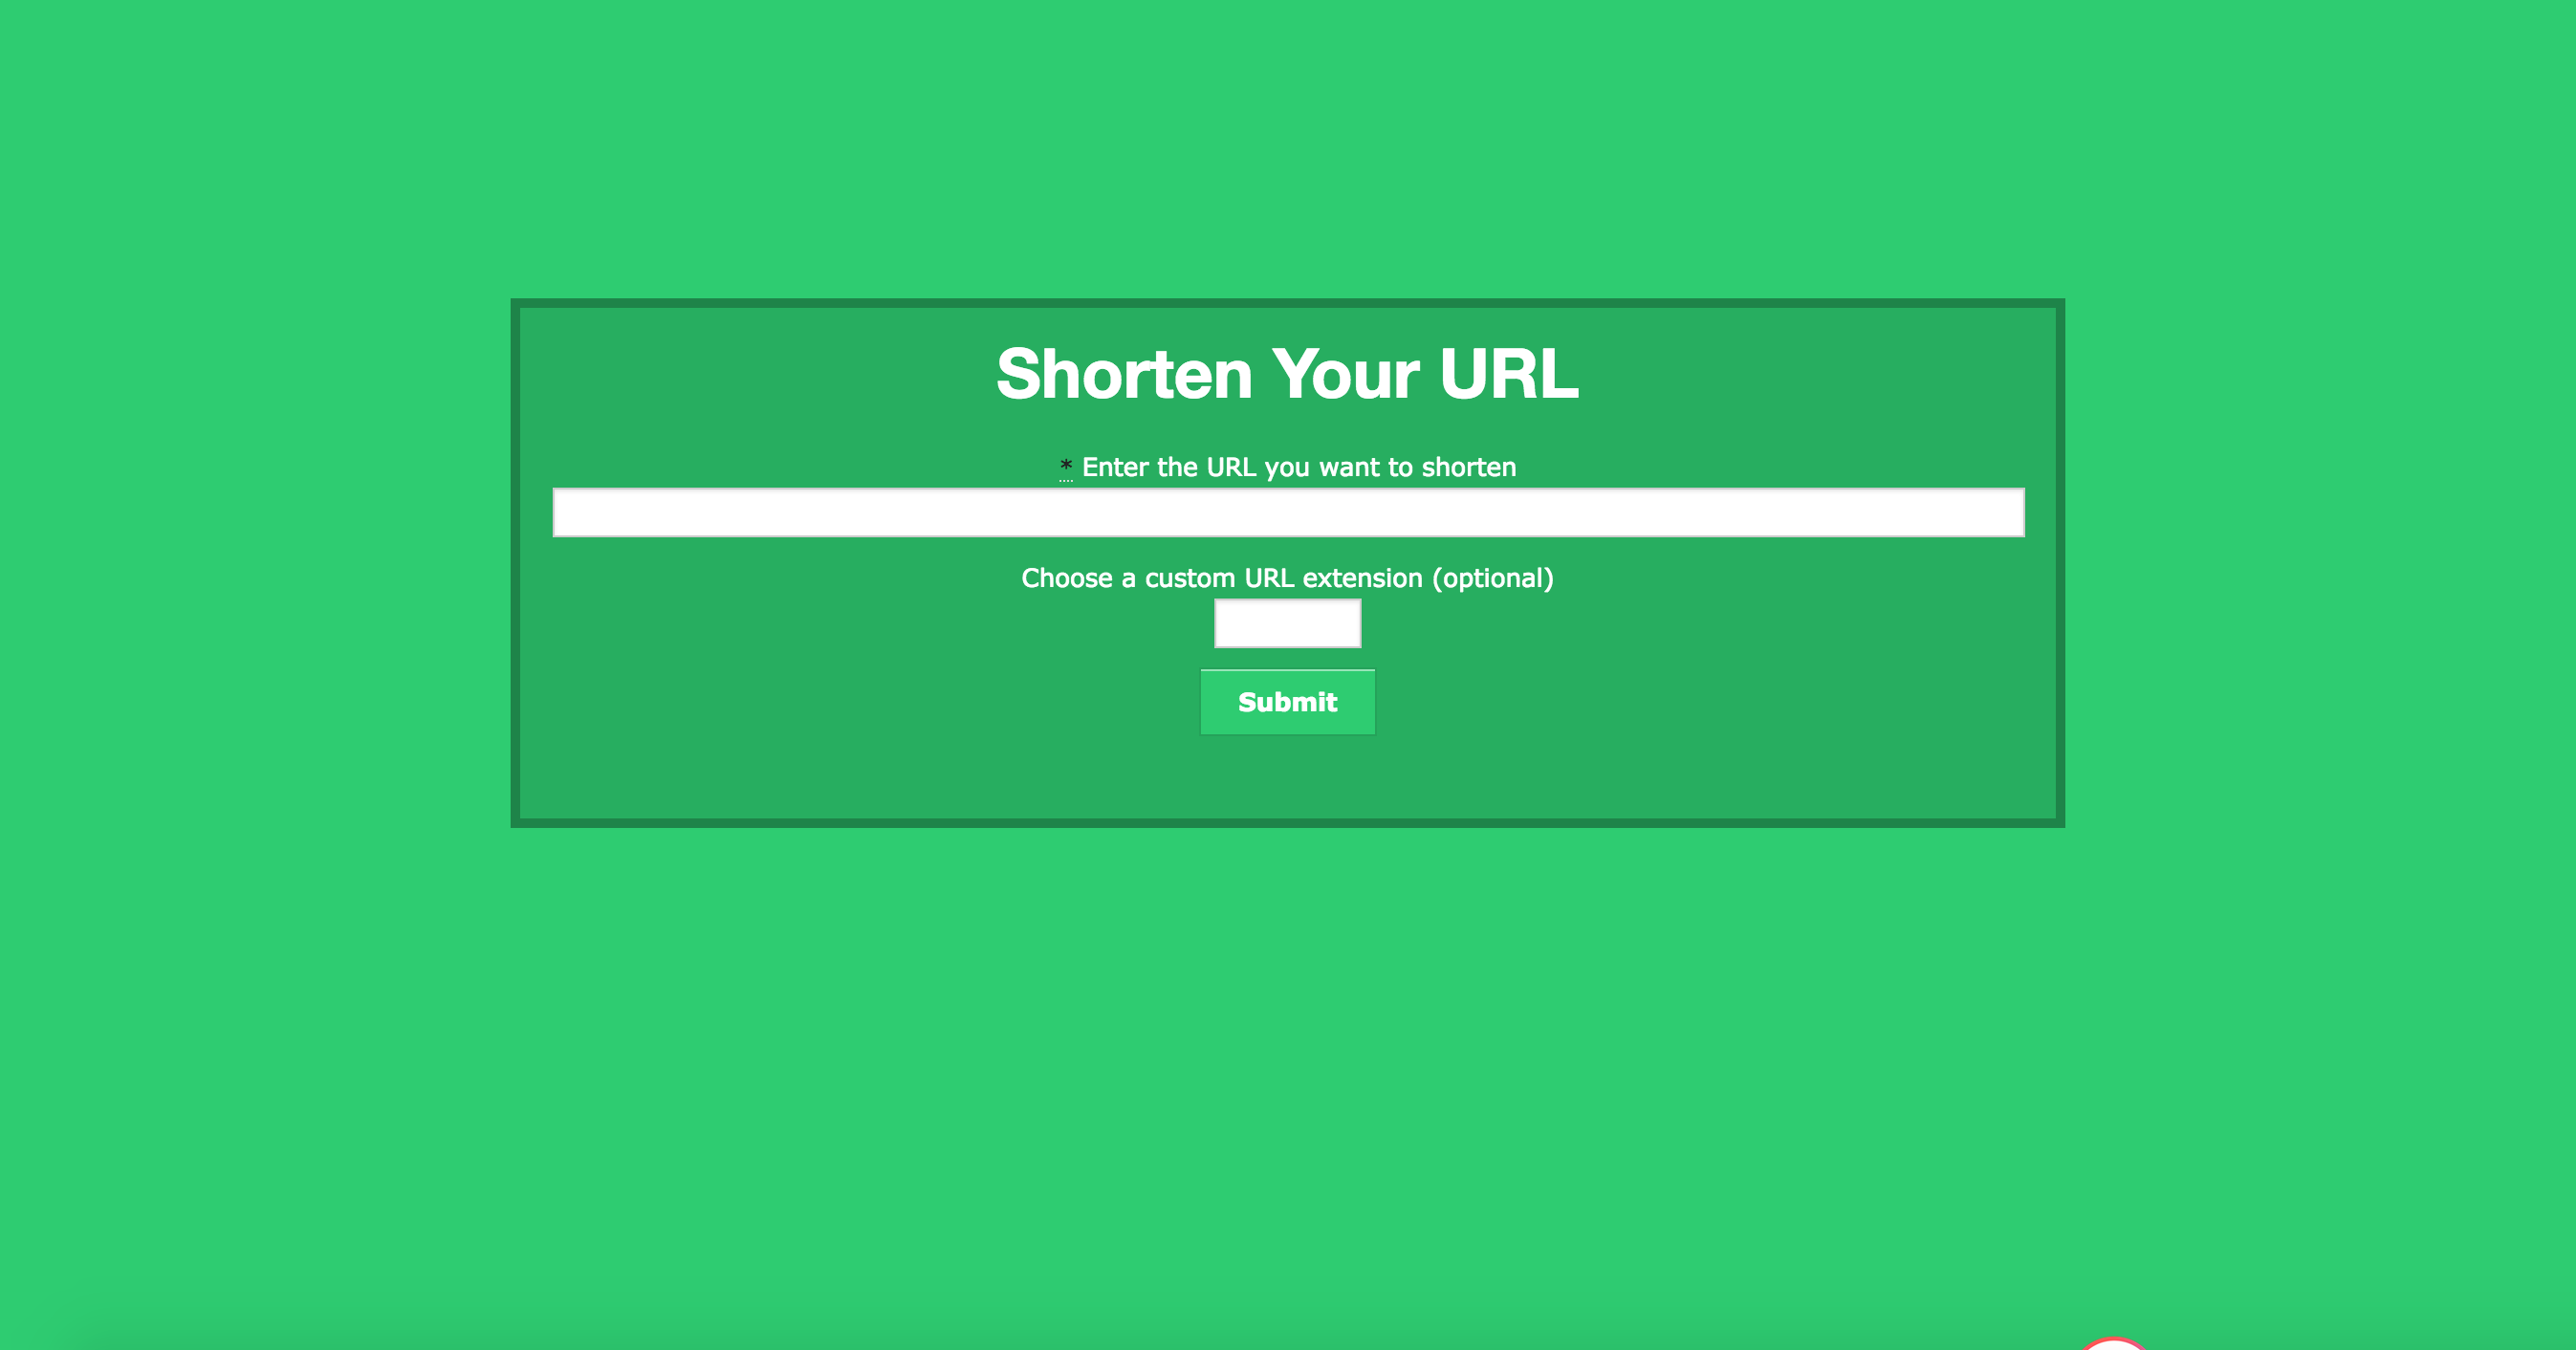 Shorten Your URL
* Enter the URL you want to shorten
Choose a custom URL extension (optional)
Submit